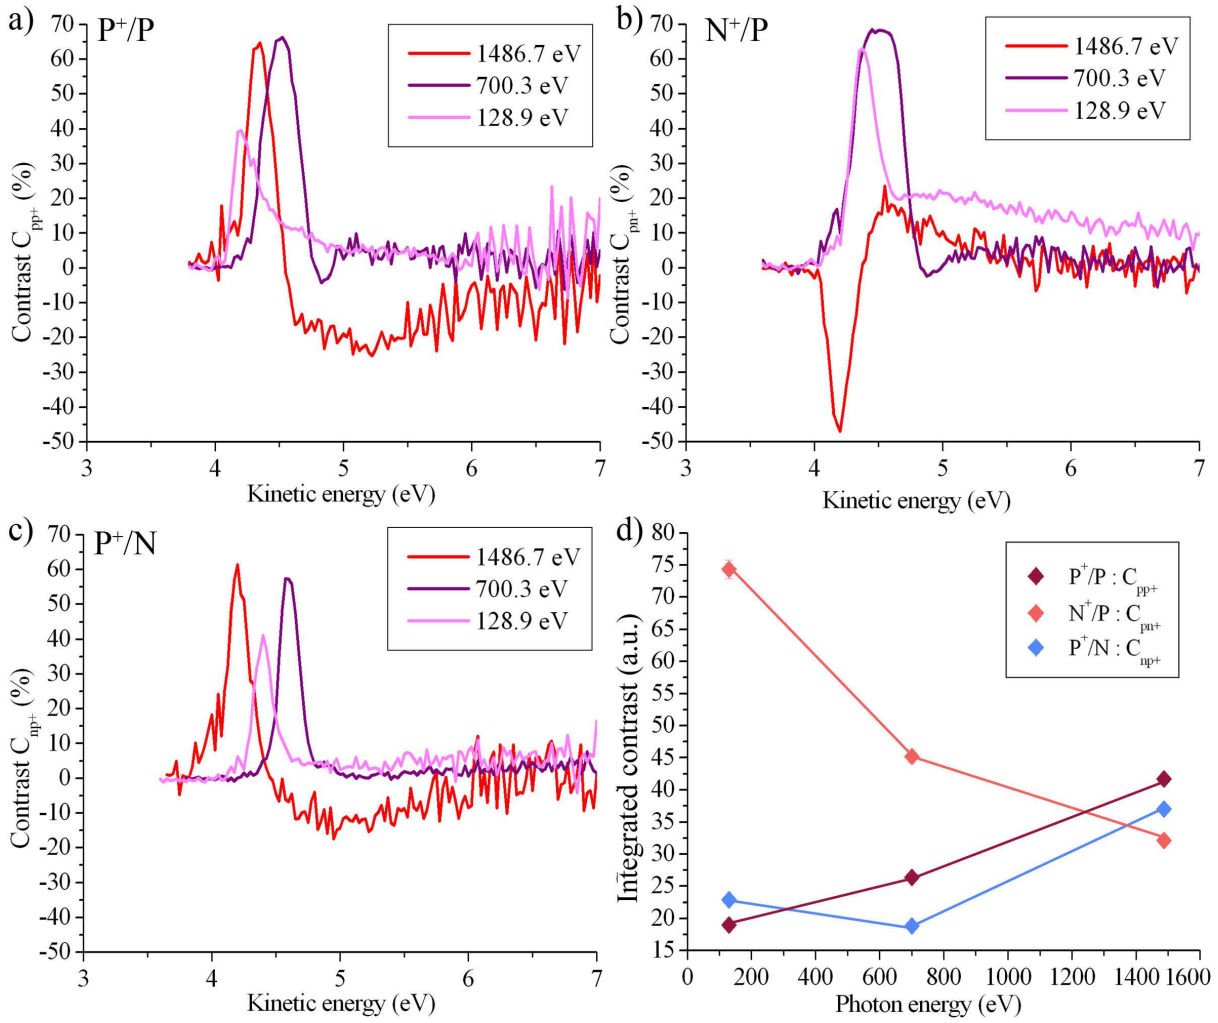 a) P⁺/P
1486.7 eV
700.3 eV
128.9 eV
70
60
50
40
30
20
10
0
-10
-20
-30
-40
-50
Contrast Cpp+ (%)
3 4 5 6 7
Kinetic energy (eV)
b) N⁺/P
1486.7 eV
700.3 eV
128.9 eV
70
60
50
40
30
20
10
0
-10
-20
-30
-40
-50
Contrast Cpn+ (%)
3 4 5 6 7
Kinetic energy (eV)
c) P⁺/N
1486.7 eV
700.3 eV
128.9 eV
70
60
50
40
30
20
10
0
-10
-20
-30
-40
-50
Contrast Cnp+ (%)
3 4 5 6 7
Kinetic energy (eV)
d)
P⁺/P : Cpp+
N⁺/P : Cpn+
P⁺/N : Cnp+
80
75
70
65
60
55
50
45
40
35
30
25
20
15
Integrated contrast (a.u.)
0 200 400 600 800 1000 1200 1400 1600
Photon energy (eV)